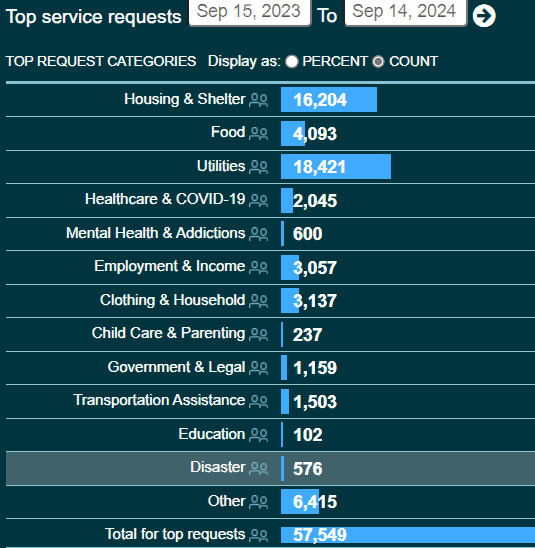 Top service requests Sep 15, 2023 To Sep 14, 2024
TOP REQUEST CATEGORIES Display as: PERCENT COUNT
Housing & Shelter 16,204
Food 4,093
Utilities 18,421
Healthcare & COVID-19 2,045
Mental Health & Addictions 600
Employment & Income 3,057
Clothing & Household 3,137
Child Care & Parenting 237
Government & Legal 1,159
Transportation Assistance 1,503
Education 102
Disaster 576
Other 6,415
Total for top requests 57,549